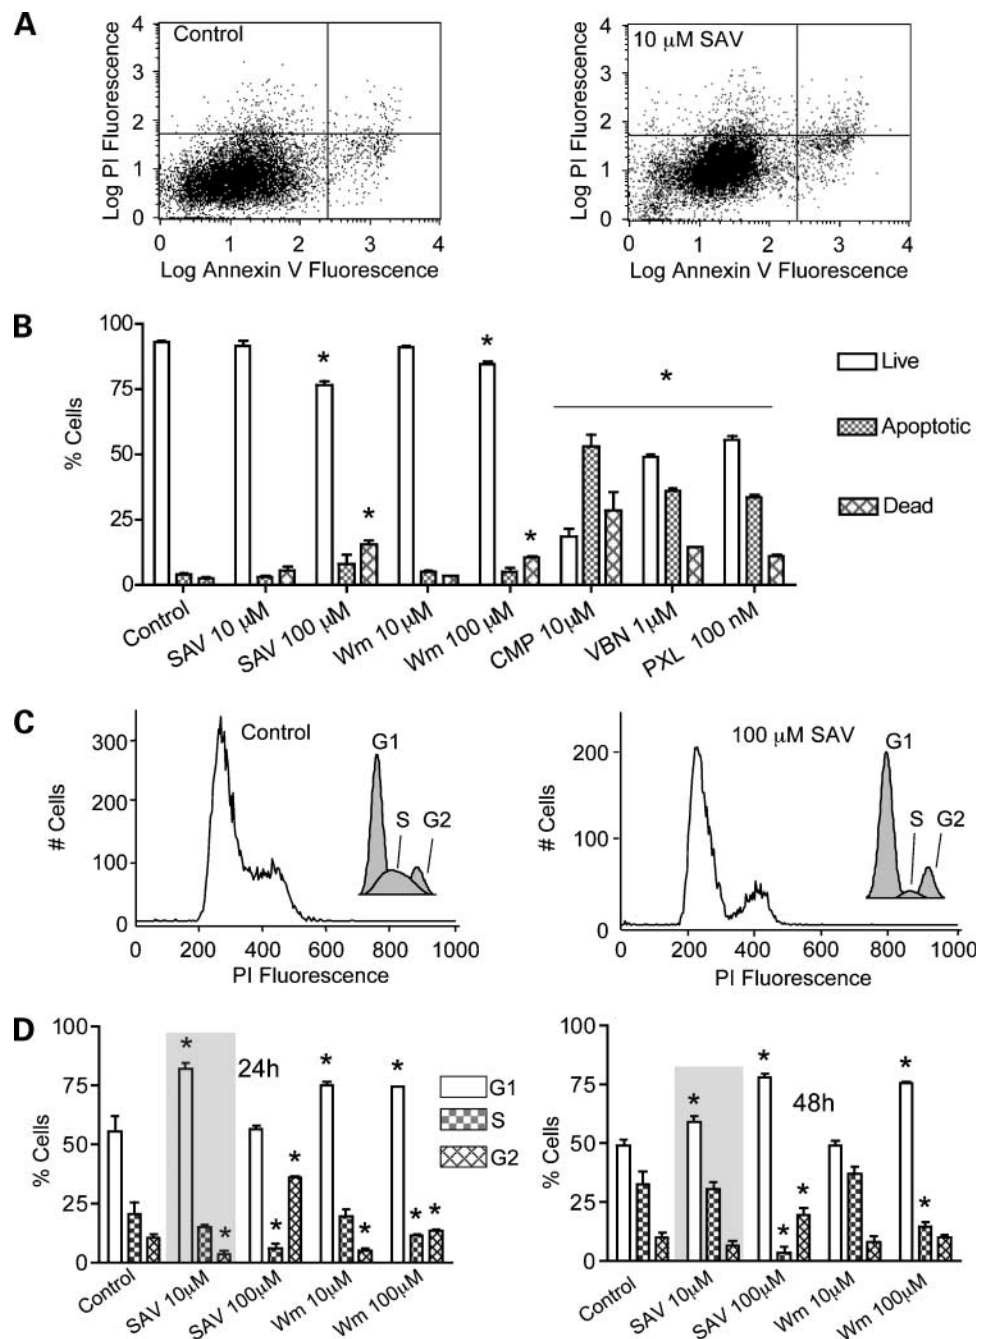 A
Control
10 μM SAV
Log PI Fluorescence
4
3
2
1
0
0 1 2 3 4
Log Annexin V Fluorescence
Log PI Fluorescence
4
3
2
1
0
0 1 2 3 4
Log Annexin V Fluorescence
B
% Cells
100
75
50
25
0
* * * * *
Control
SAV 10 μM
SAV 100 μM
Wm 10 μM
Wm 100 μM
CMP 10μM
VBN 1μM
PXL 100 nM
Live
Apoptotic
Dead
C
Control
# Cells
300
200
100
0
G1
S
G2
0 200 400 600 800 1000
PI Fluorescence
100 μM SAV
# Cells
200
100
0
G1
S
G2
0 200 400 600 800 1000
PI Fluorescence
D
24h
% Cells
100
75
50
25
0
* * * * * * * * *
Control
SAV 10μM
SAV 100μM
Wm 10μM
Wm 100μM
G1
S
G2
48h
% Cells
100
75
50
25
0
* * * * * *
Control
SAV 10μM
SAV 100μM
Wm 10μM
Wm 100μM